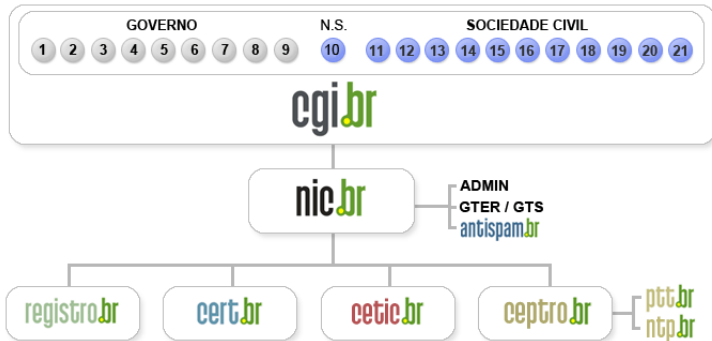 GOVERNO N.S. SOCIEDADE CIVIL
1 2 3 4 5 6 7 8 9 10 11 12 13 14 15 16 17 18 19 20 21
cgi.br
nic.br
ADMIN
GTER / GTS
antispam.br
registro.br cert.br cetic.br ceptro.br
ptt.br
ntp.br